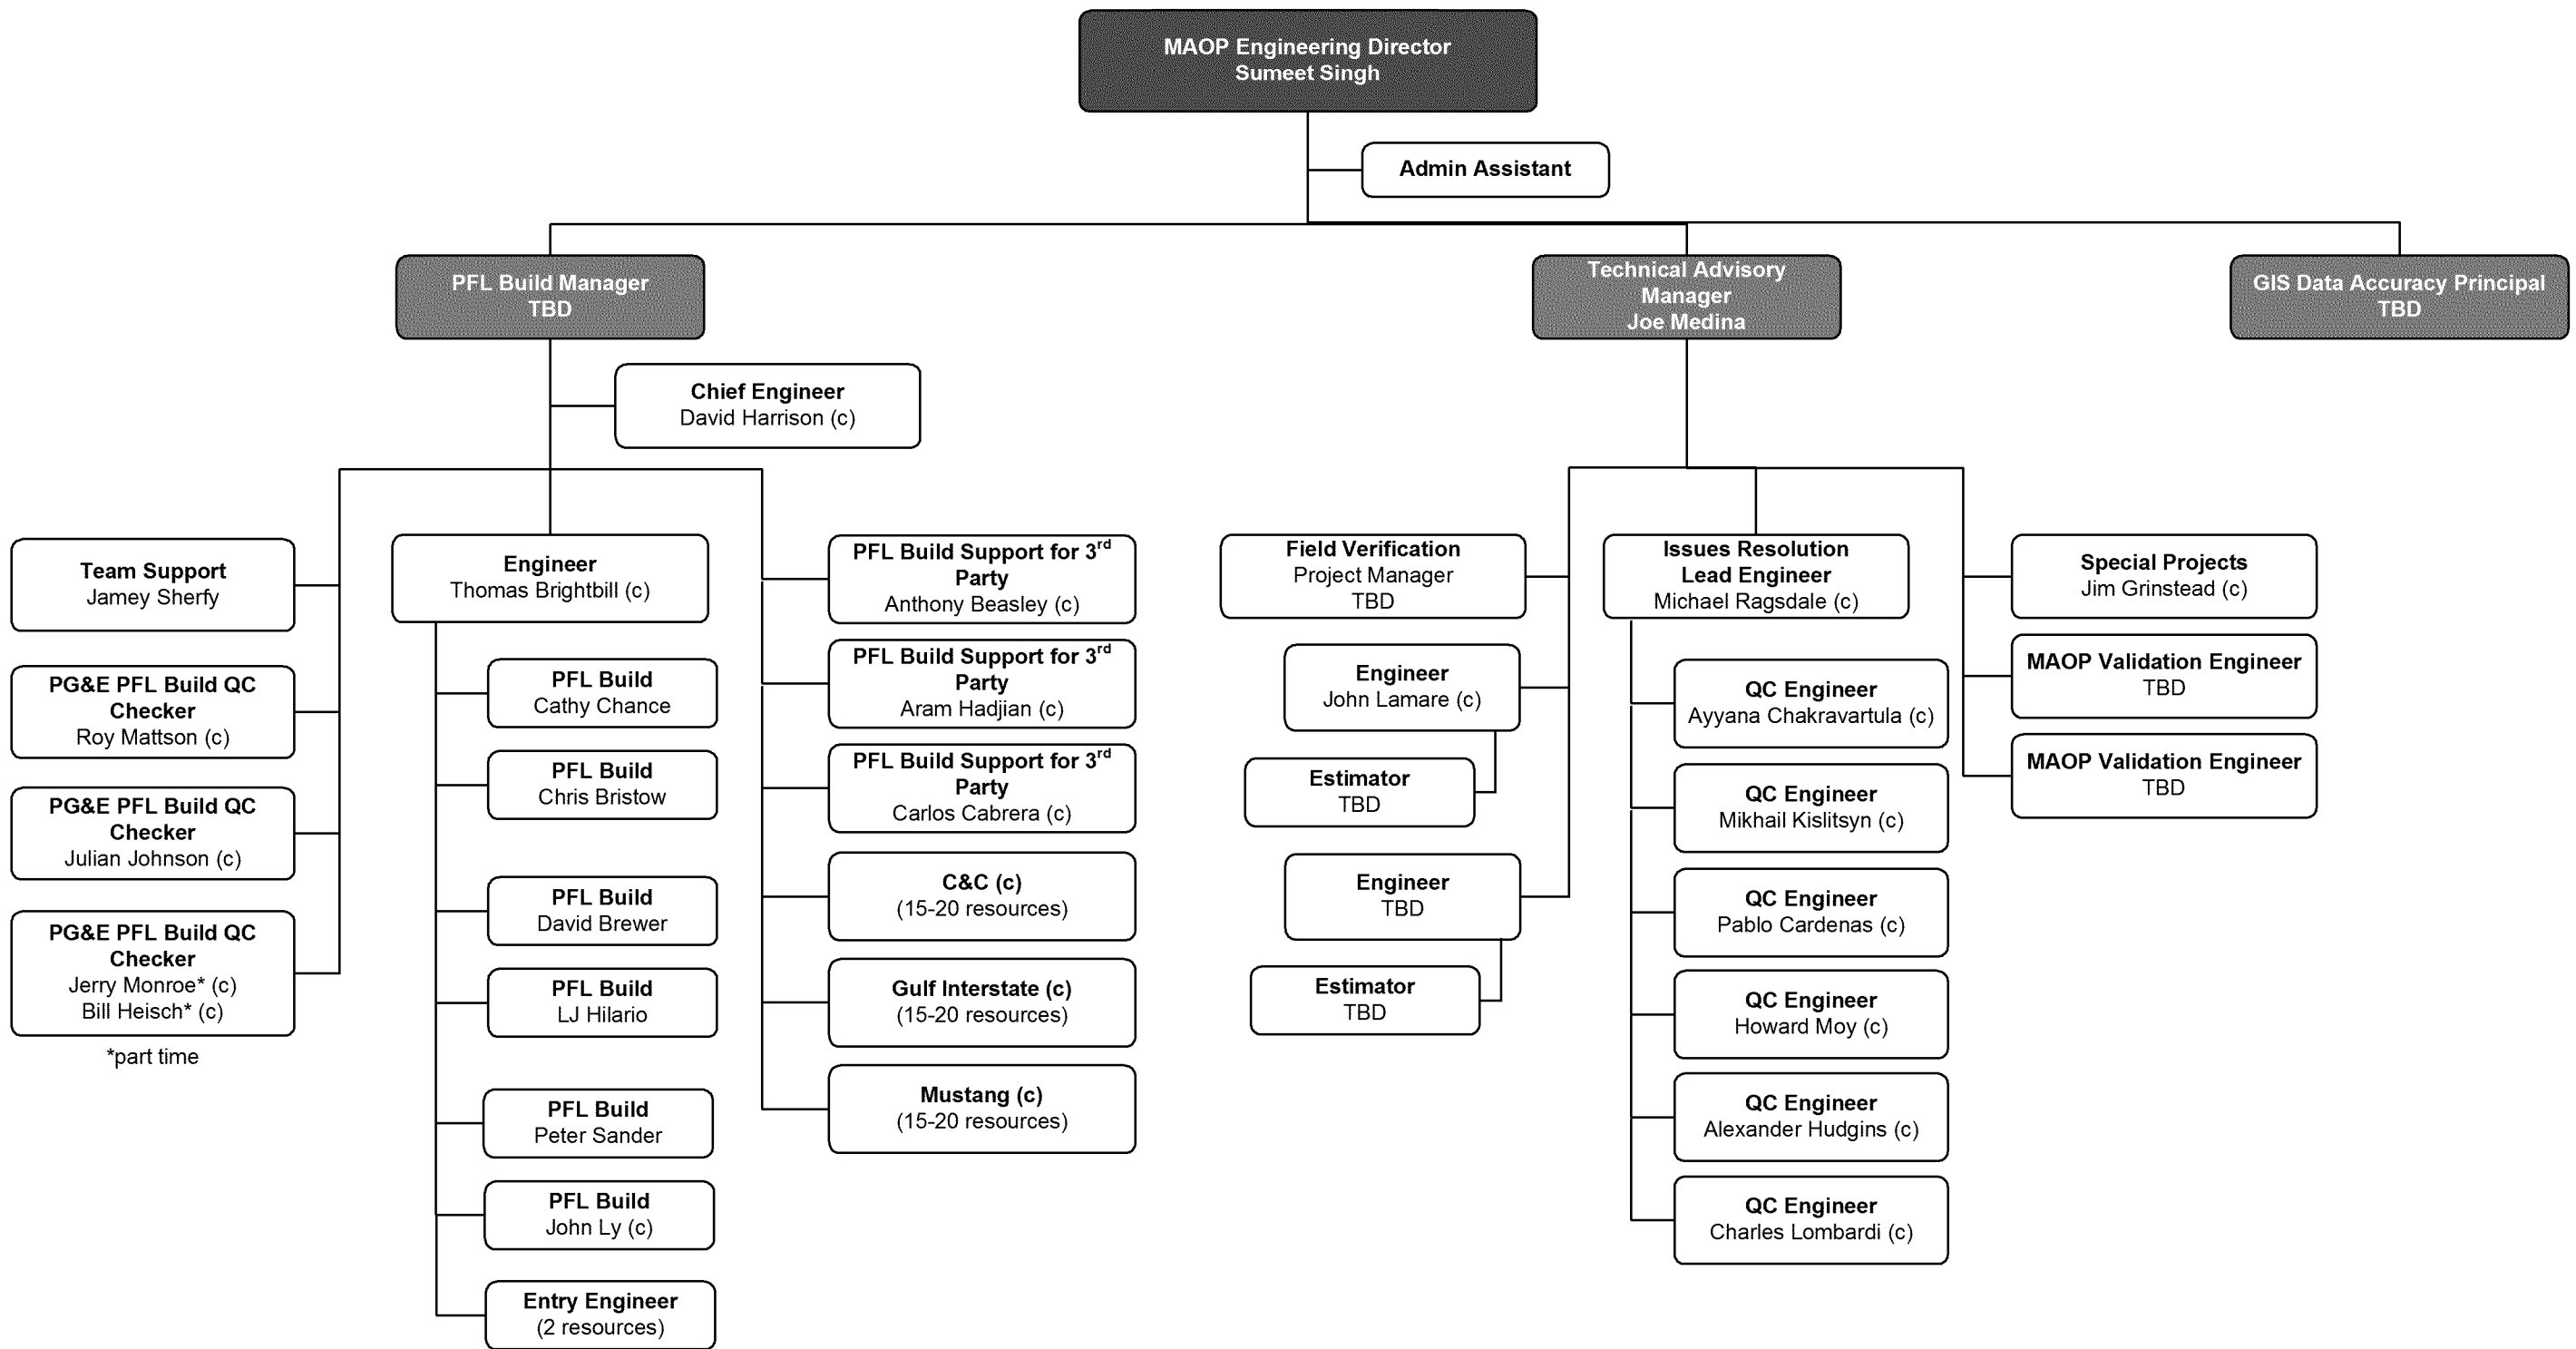 MAOP Engineering Director
Sumeet Singh
Admin Assistant
PFL Build Manager
TBD
Technical Advisory
Manager
Joe Medina
GIS Data Accuracy Principal
TBD
Chief Engineer
David Harrison (c)
Team Support
Jamey Sherfy
PG&E PFL Build QC
Checker
Roy Mattson (c)
PG&E PFL Build QC
Checker
Julian Johnson (c)
PG&E PFL Build QC
Checker
Jerry Monroe* (c)
Bill Heisch* (c)
*part time
Engineer
Thomas Brightbill (c)
PFL Build
Cathy Chance
PFL Build
Chris Bristow
PFL Build
David Brewer
PFL Build
LJ Hilario
PFL Build
Peter Sander
PFL Build
John Ly (c)
Entry Engineer
(2 resources)
PFL Build Support for 3rd
Party
Anthony Beasley (c)
PFL Build Support for 3rd
Party
Aram Hadjian (c)
PFL Build Support for 3rd
Party
Carlos Cabrera (c)
C&C (c)
(15-20 resources)
Gulf Interstate (c)
(15-20 resources)
Mustang (c)
(15-20 resources)
Field Verification
Project Manager
TBD
Engineer
John Lamare (c)
Estimator
TBD
Engineer
TBD
Estimator
TBD
Issues Resolution
Lead Engineer
Michael Ragsdale (c)
QC Engineer
Ayyana Chakravartula (c)
QC Engineer
Mikhail Kislitsyn (c)
QC Engineer
Pablo Cardenas (c)
QC Engineer
Howard Moy (c)
QC Engineer
Alexander Hudgins (c)
QC Engineer
Charles Lombardi (c)
Special Projects
Jim Grinstead (c)
MAOP Validation Engineer
TBD
MAOP Validation Engineer
TBD